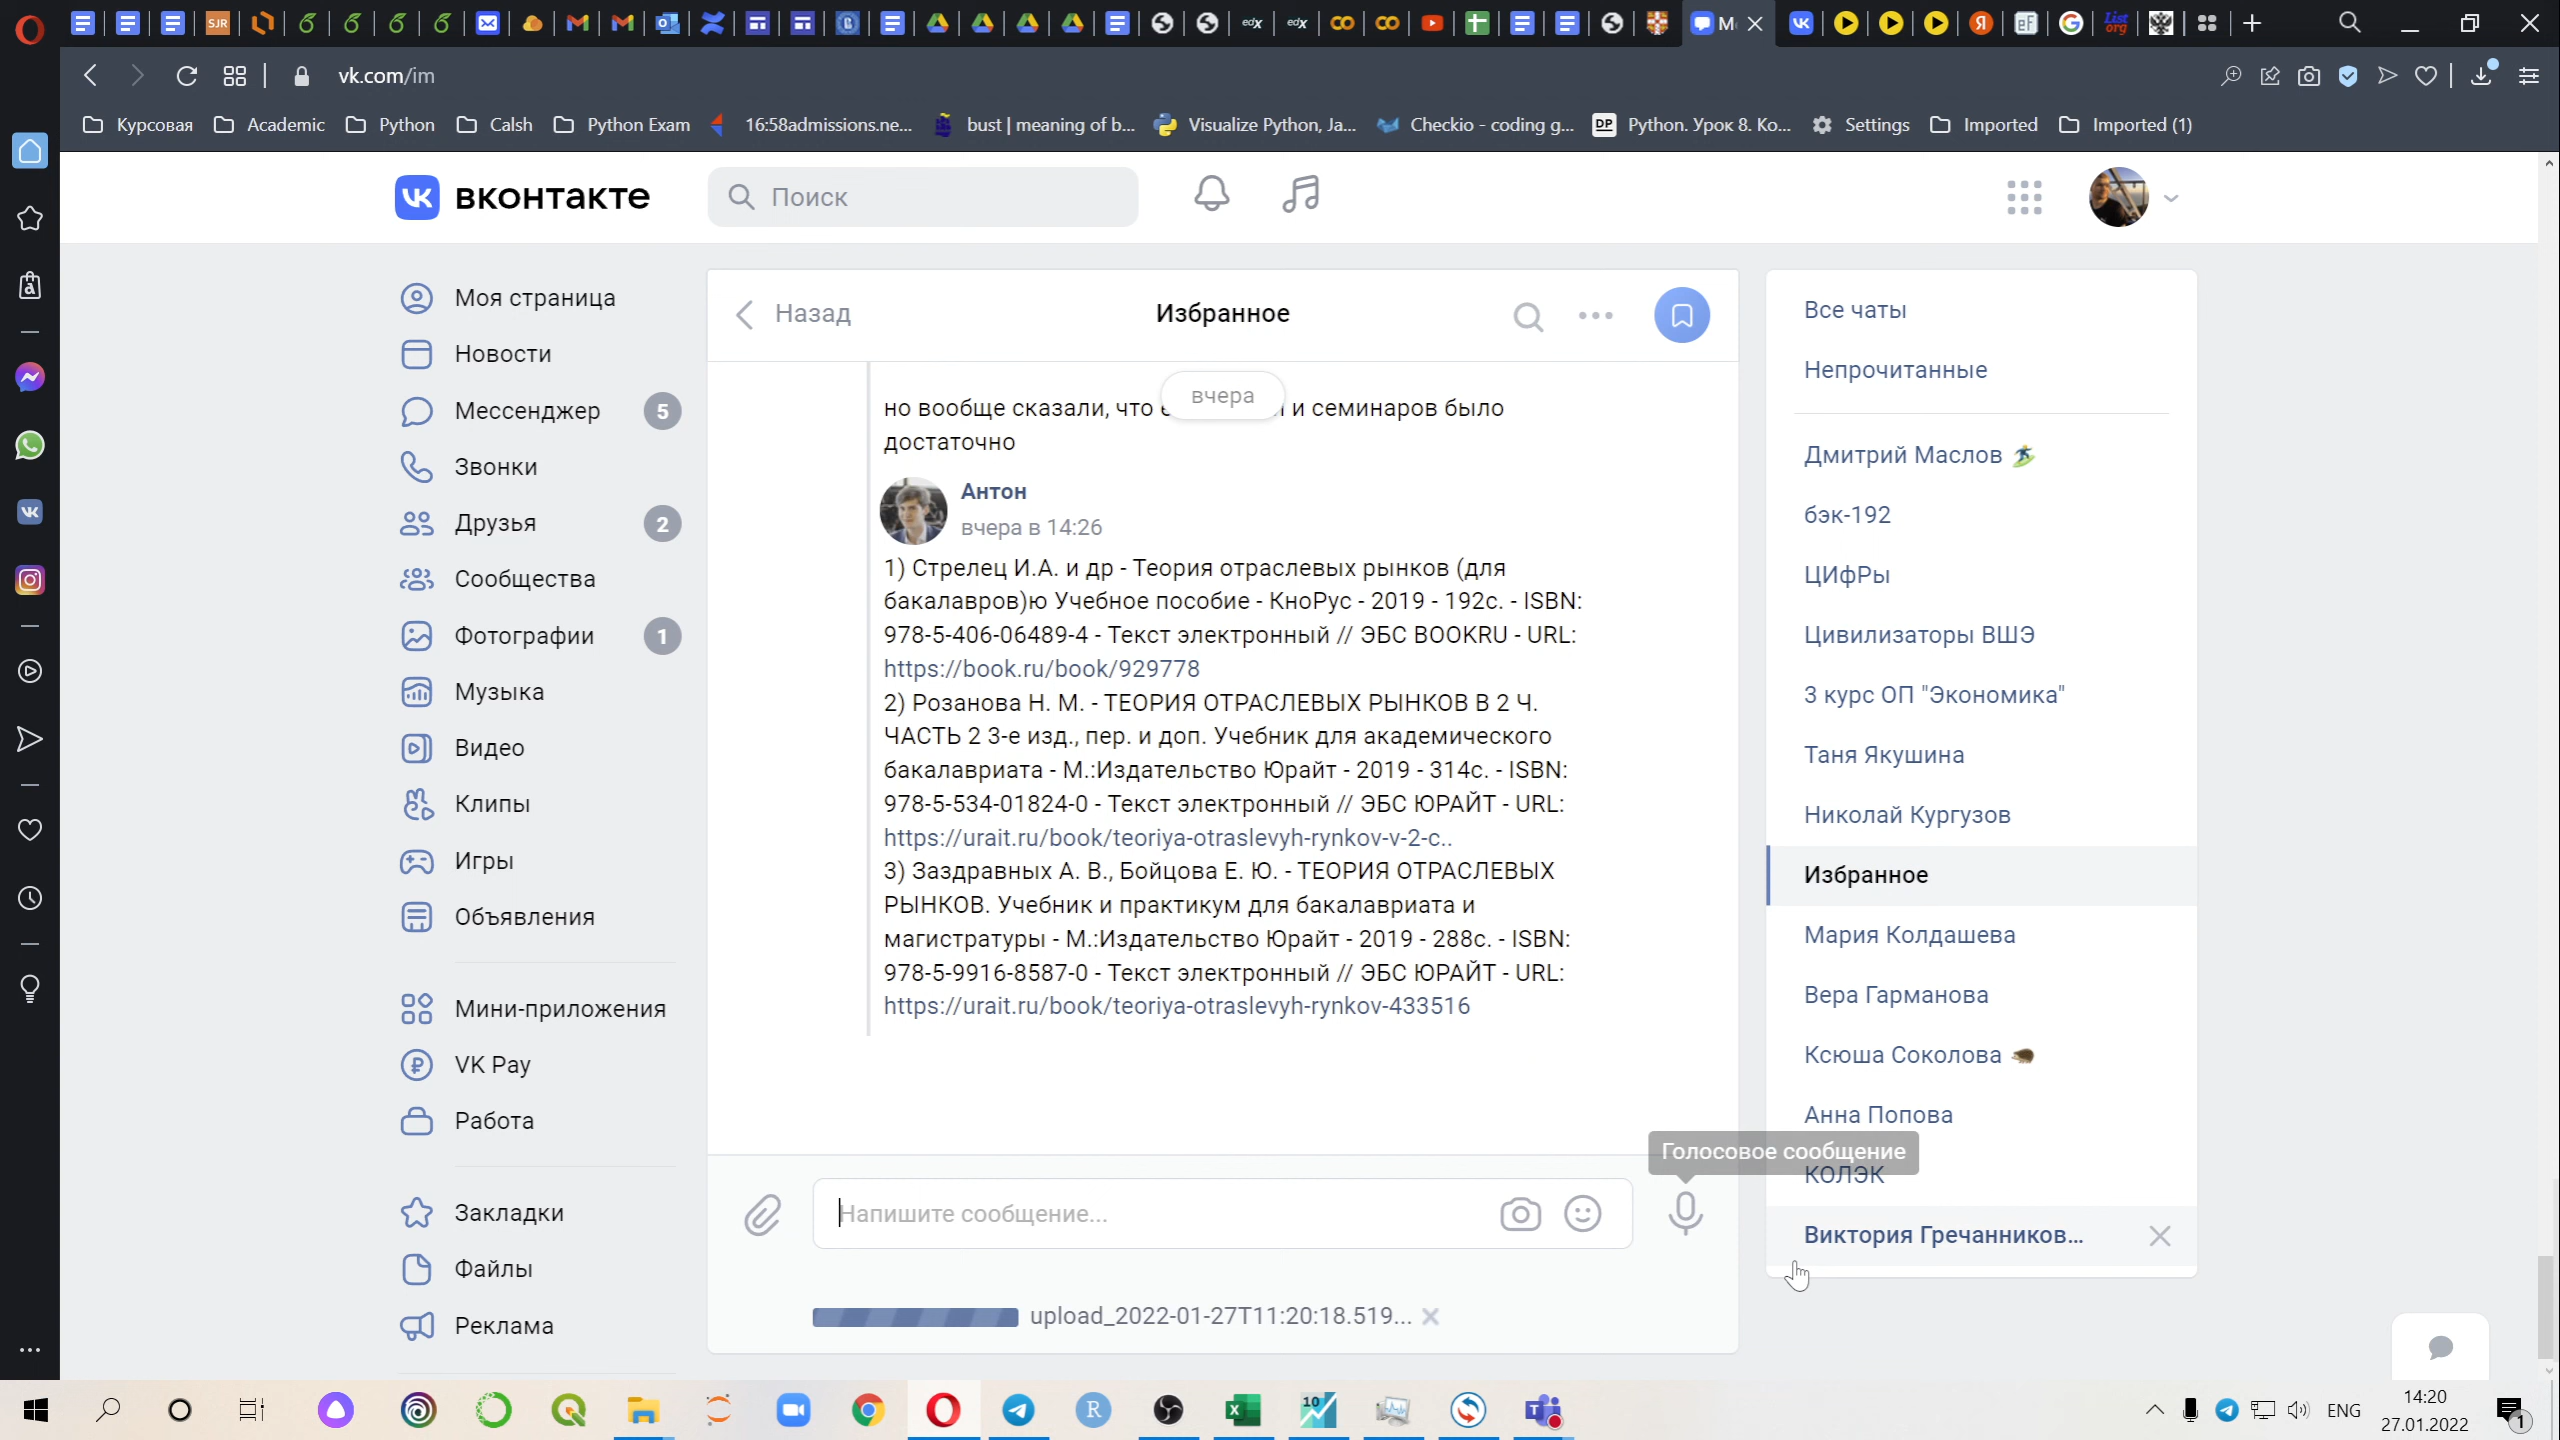 SJR
edx
edx
М
List
org
vk.com/im
Курсовая
Academic
Python
Calsh
Python Exam
16:58admissions.ne...
bust | meaning of b...
Visualize Python, Ja...
Checkio - coding g...
DP
Python. Урок 8. Ко...
Settings
Imported
Imported (1)
вконтакте
Поиск
Моя страница
Новости
Мессенджер
5
Звонки
Друзья
2
Сообщества
Фотографии
1
Музыка
Видео
Клипы
Игры
Объявления
Мини-приложения
VK Pay
Работа
Закладки
Файлы
Реклама
Назад
Избранное
вчера
но вообще сказали, что и семинаров было
достаточно
Антон
вчера в 14:26
1) Стрелец И.А. и др - Теория отраслевых рынков (для
бакалавров)ю Учебное пособие - КноРус - 2019 - 192с. - ISBN:
978-5-406-06489-4 - Текст электронный // ЭБС BOOKRU - URL:
https://book.ru/book/929778
2) Розанова Н. М. - ТЕОРИЯ ОТРАСЛЕВЫХ РЫНКОВ В 2 Ч.
ЧАСТЬ 2 3-е изд., пер. и доп. Учебник для академического
бакалавриата - М.:Издательство Юрайт - 2019 - 314с. - ISBN:
978-5-534-01824-0 - Текст электронный // ЭБС ЮРАЙТ - URL:
https://urait.ru/book/teoriya-otraslevyh-rynkov-v-2-c..
3) Заздравных А. В., Бойцова Е. Ю. - ТЕОРИЯ ОТРАСЛЕВЫХ
РЫНКОВ. Учебник и практикум для бакалавриата и
магистратуры - М.:Издательство Юрайт - 2019 - 288с. - ISBN:
978-5-9916-8587-0 - Текст электронный // ЭБС ЮРАЙТ - URL:
https://urait.ru/book/teoriya-otraslevyh-rynkov-433516
Напишите сообщение...
upload_2022-01-27T11:20:18.519...
Все чаты
Непрочитанные
Дмитрий Маслов
бэк-192
ЦИфРы
Цивилизаторы ВШЭ
3 курс ОП "Экономика"
Таня Якушина
Николай Кургузов
Избранное
Мария Колдашева
Вера Гарманова
Ксюша Соколова
Анна Попова
Голосовое сообщение
КОЛЭК
Виктория Гречанников...
R
10
ENG
14:20
27.01.2022
1